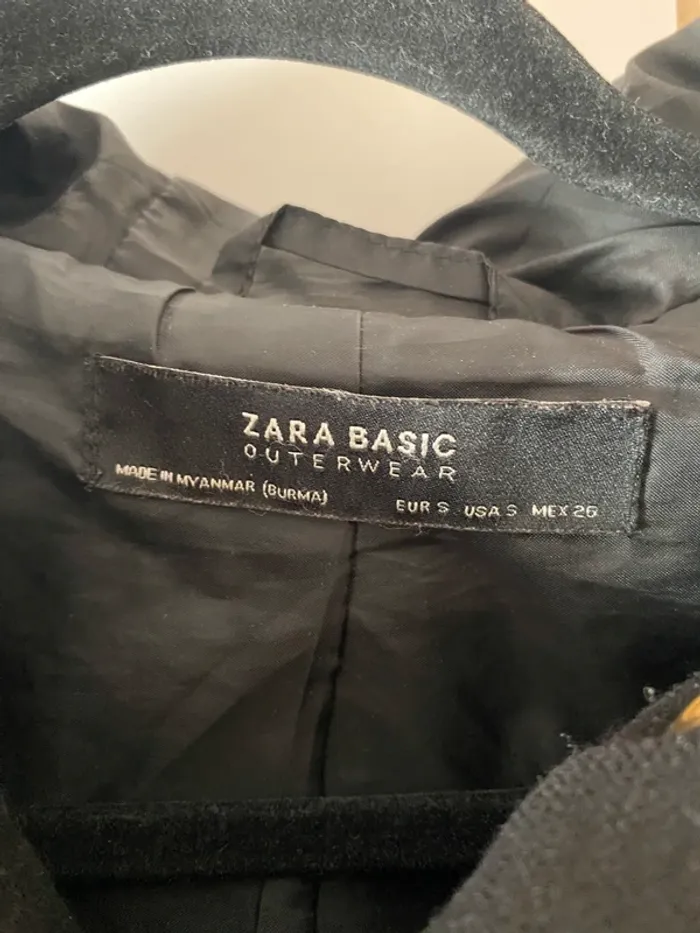 ZARA BASIC
OUTERWEAR
MADE IN MYANMAR (BURMA)
EUR S USA S MEX 26